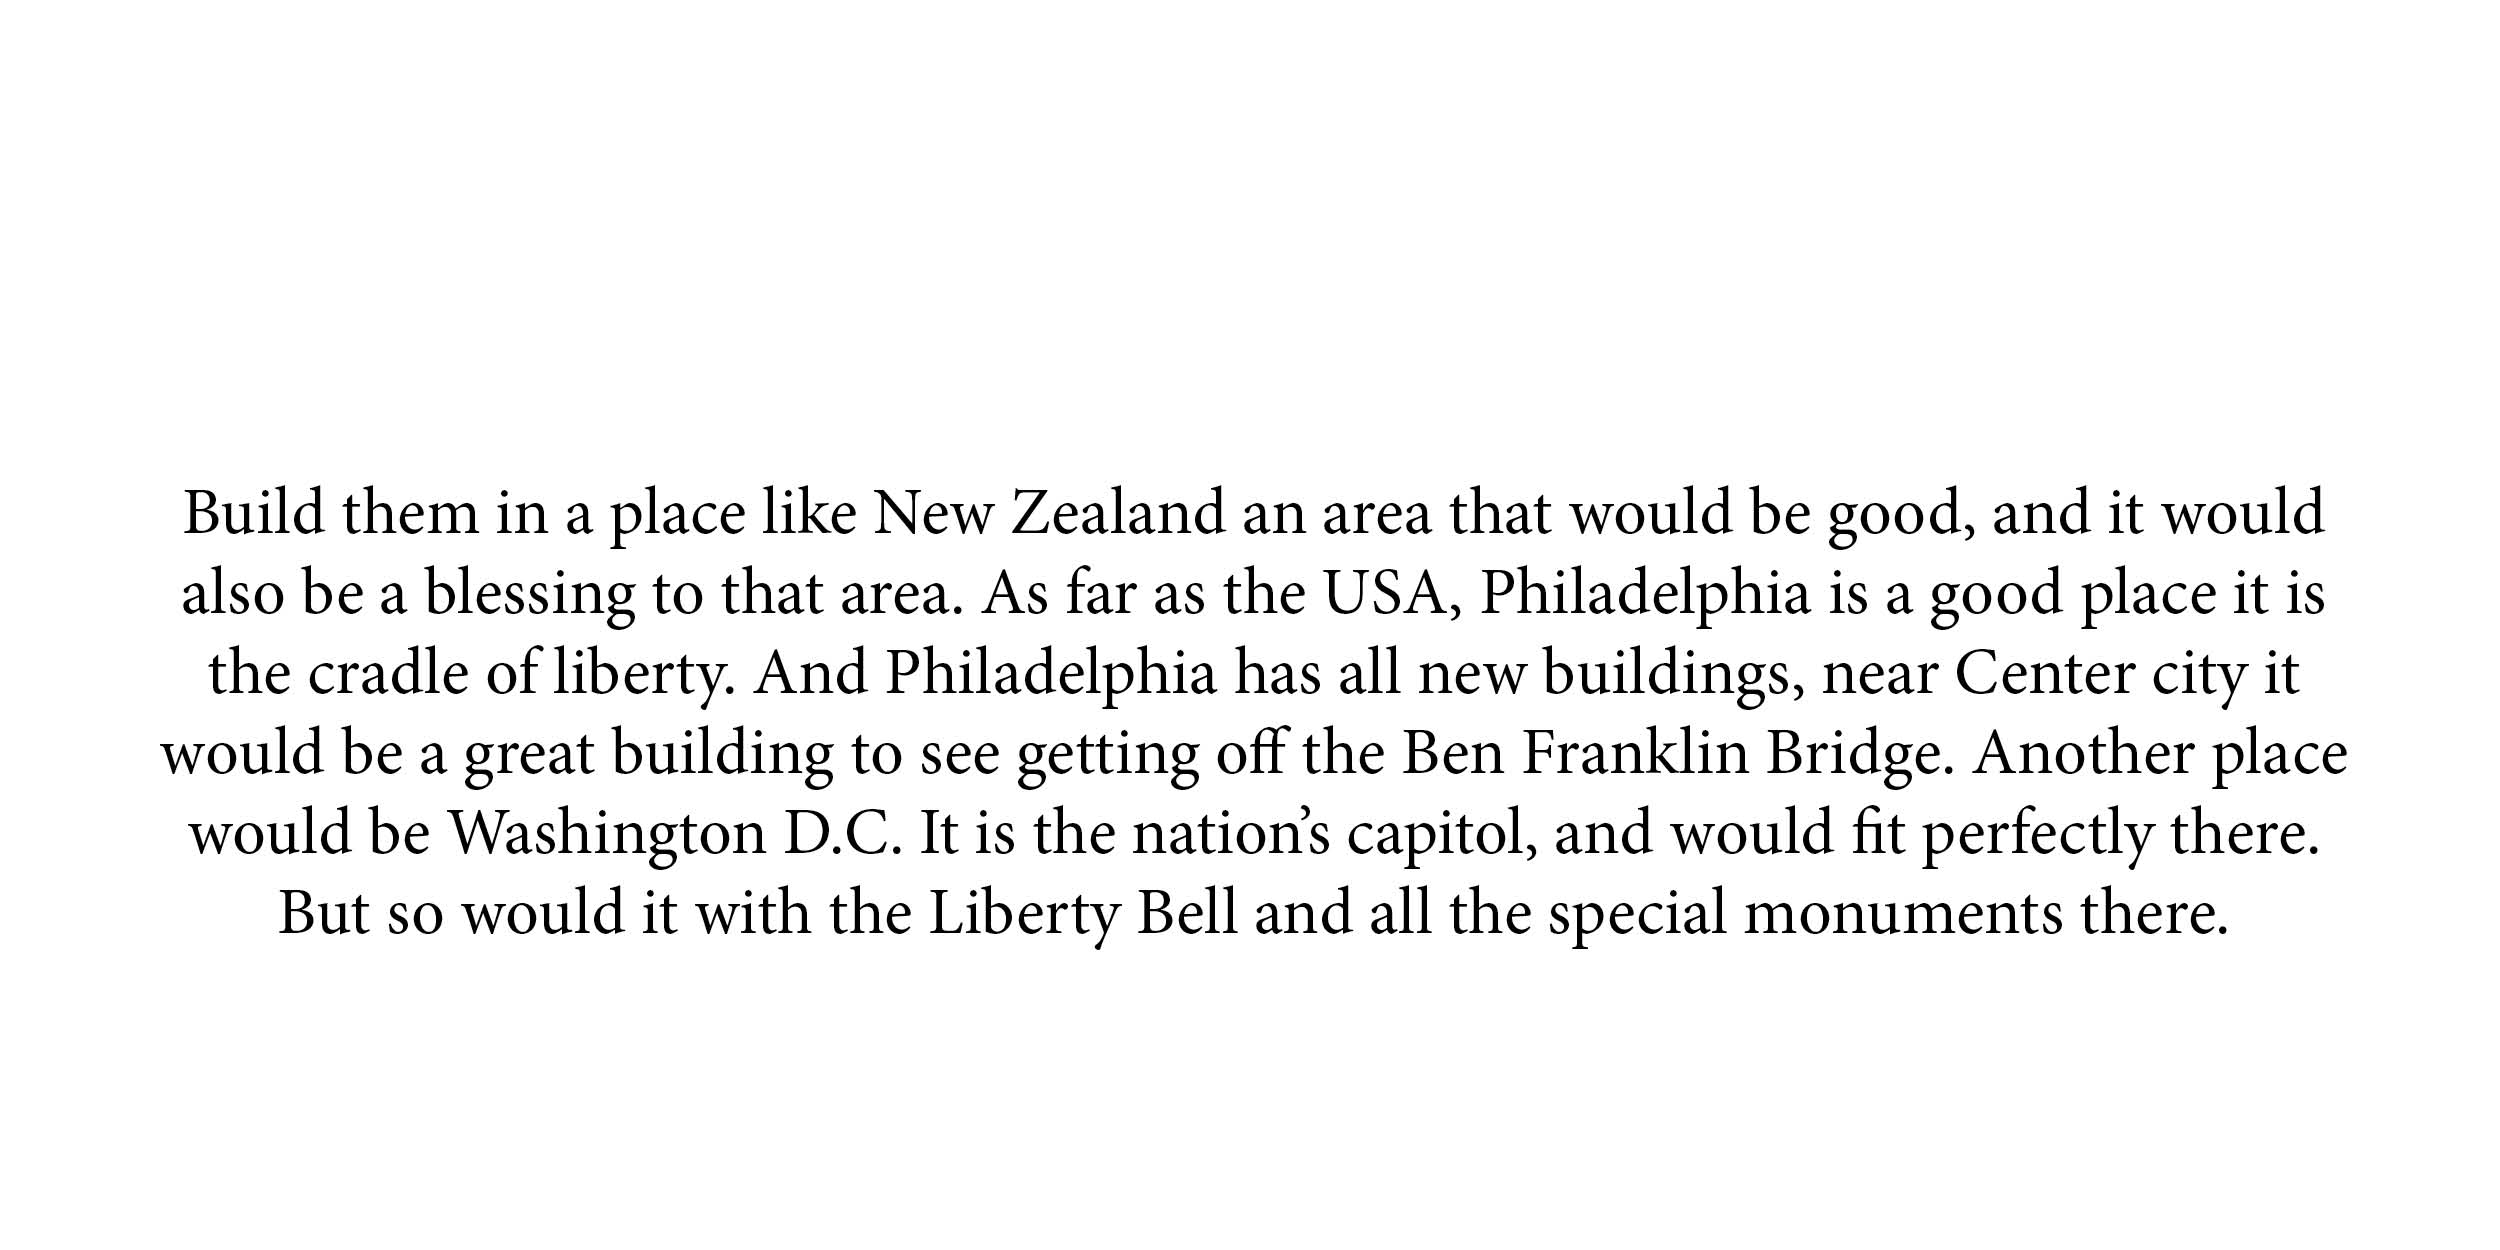 Build them in a place like New Zealand an area that would be good, and it would
also be a blessing to that area. As far as the USA, Philadelphia is a good place it is
the cradle of liberty. And Philadelphia has all new buildings, near Center city it
would be a great building to see getting off the Ben Franklin Bridge. Another place
would be Washington D.C. It is the nation’s capitol, and would fit perfectly there.
But so would it with the Liberty Bell and all the special monuments there.